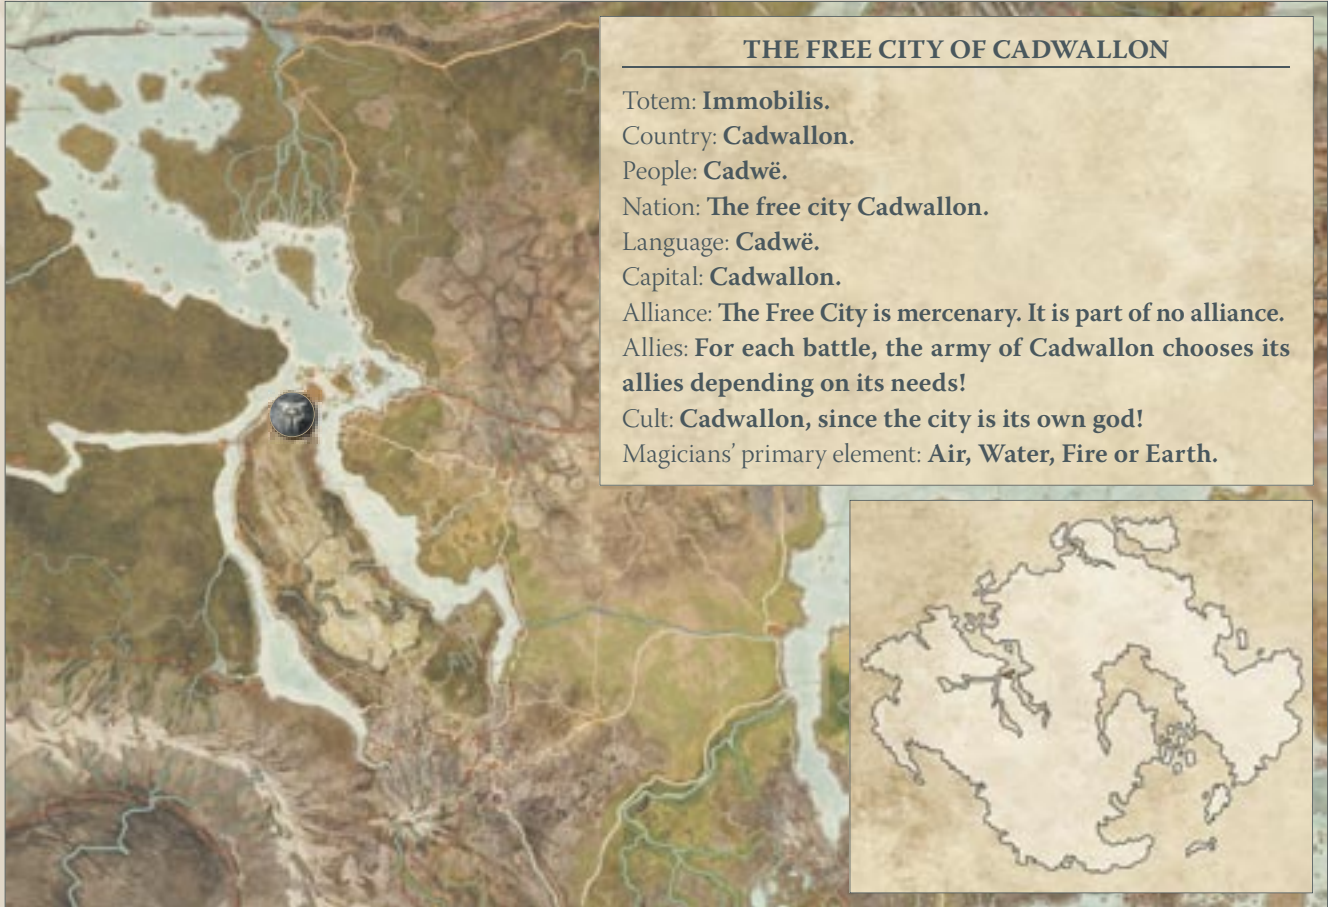 THE FREE CITY OF CADWALLON
Totem: Immobilis.
Country: Cadwallon.
People: Cadwë.
Nation: The free city Cadwallon.
Language: Cadwë.
Capital: Cadwallon.
Alliance: The Free City is mercenary. It is part of no alliance.
Allies: For each battle, the army of Cadwallon chooses its
allies depending on its needs!
Cult: Cadwallon, since the city is its own god!
Magicians’ primary element: Air, Water, Fire or Earth.